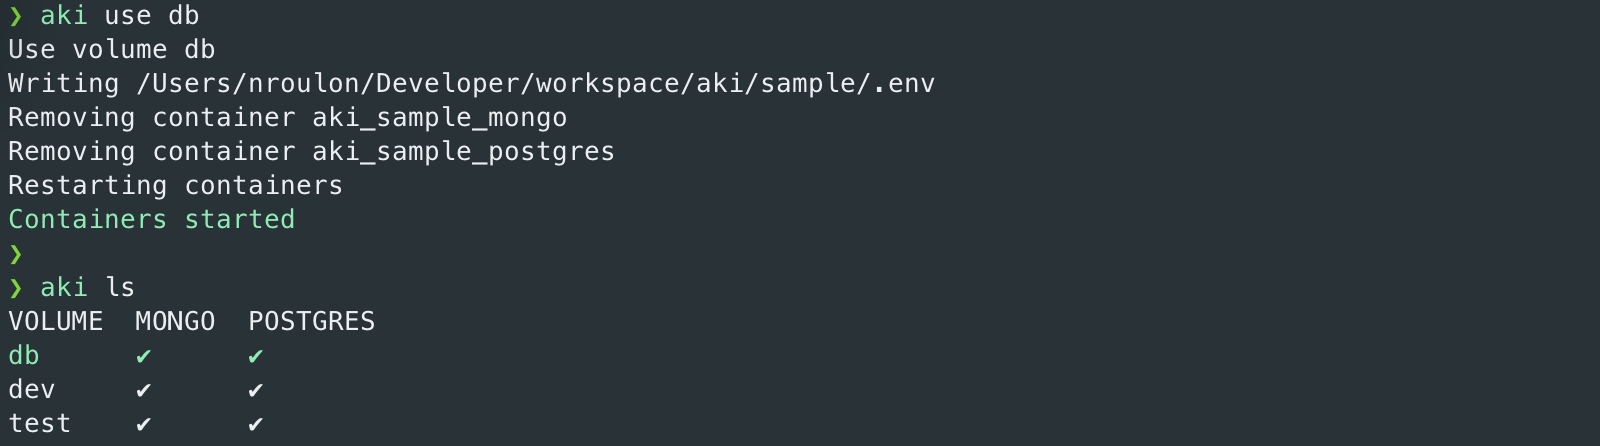 ❯ aki use db
Use volume db
Writing /Users/nroulon/Developer/workspace/aki/sample/.env
Removing container aki_sample_mongo
Removing container aki_sample_postgres
Restarting containers
Containers started
❯
❯ aki ls
VOLUME  MONGO  POSTGRES
db      ✔      ✔
dev     ✔      ✔
test    ✔      ✔